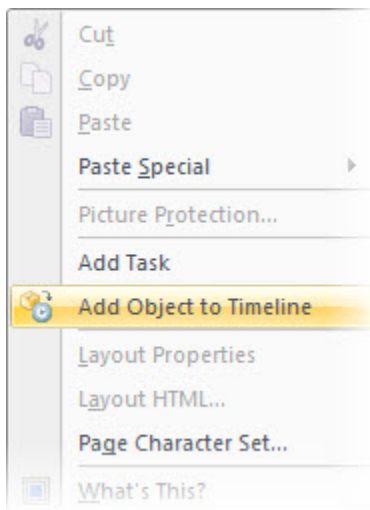 Cut
Copy
Paste
Paste Special
Picture Protection...
Add Task
Add Object to Timeline
Layout Properties
Layout HTML...
Page Character Set...
What's This?